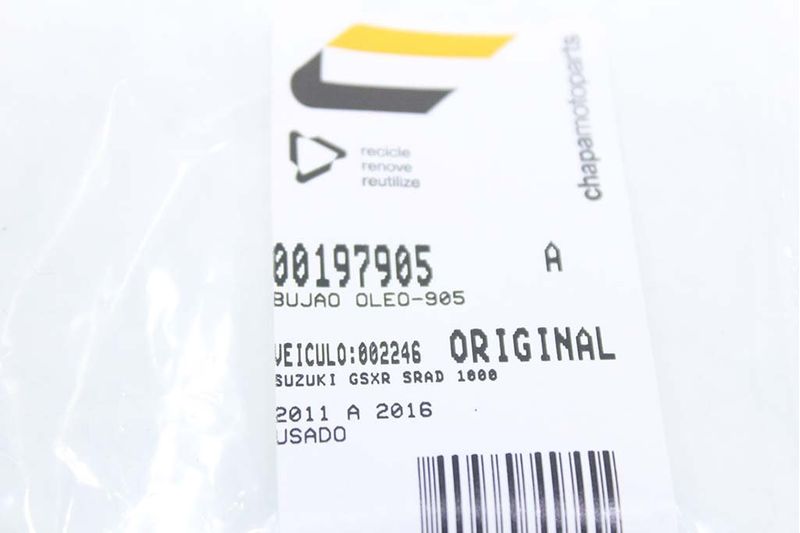 chapamotoparts
recicle
renove
reutilize
00197905 A
BUJAO OLEO-905
VEICULO:002246 ORIGINAL
SUZUKI GSXR SRAD 1000
2011 A 2016
USADO